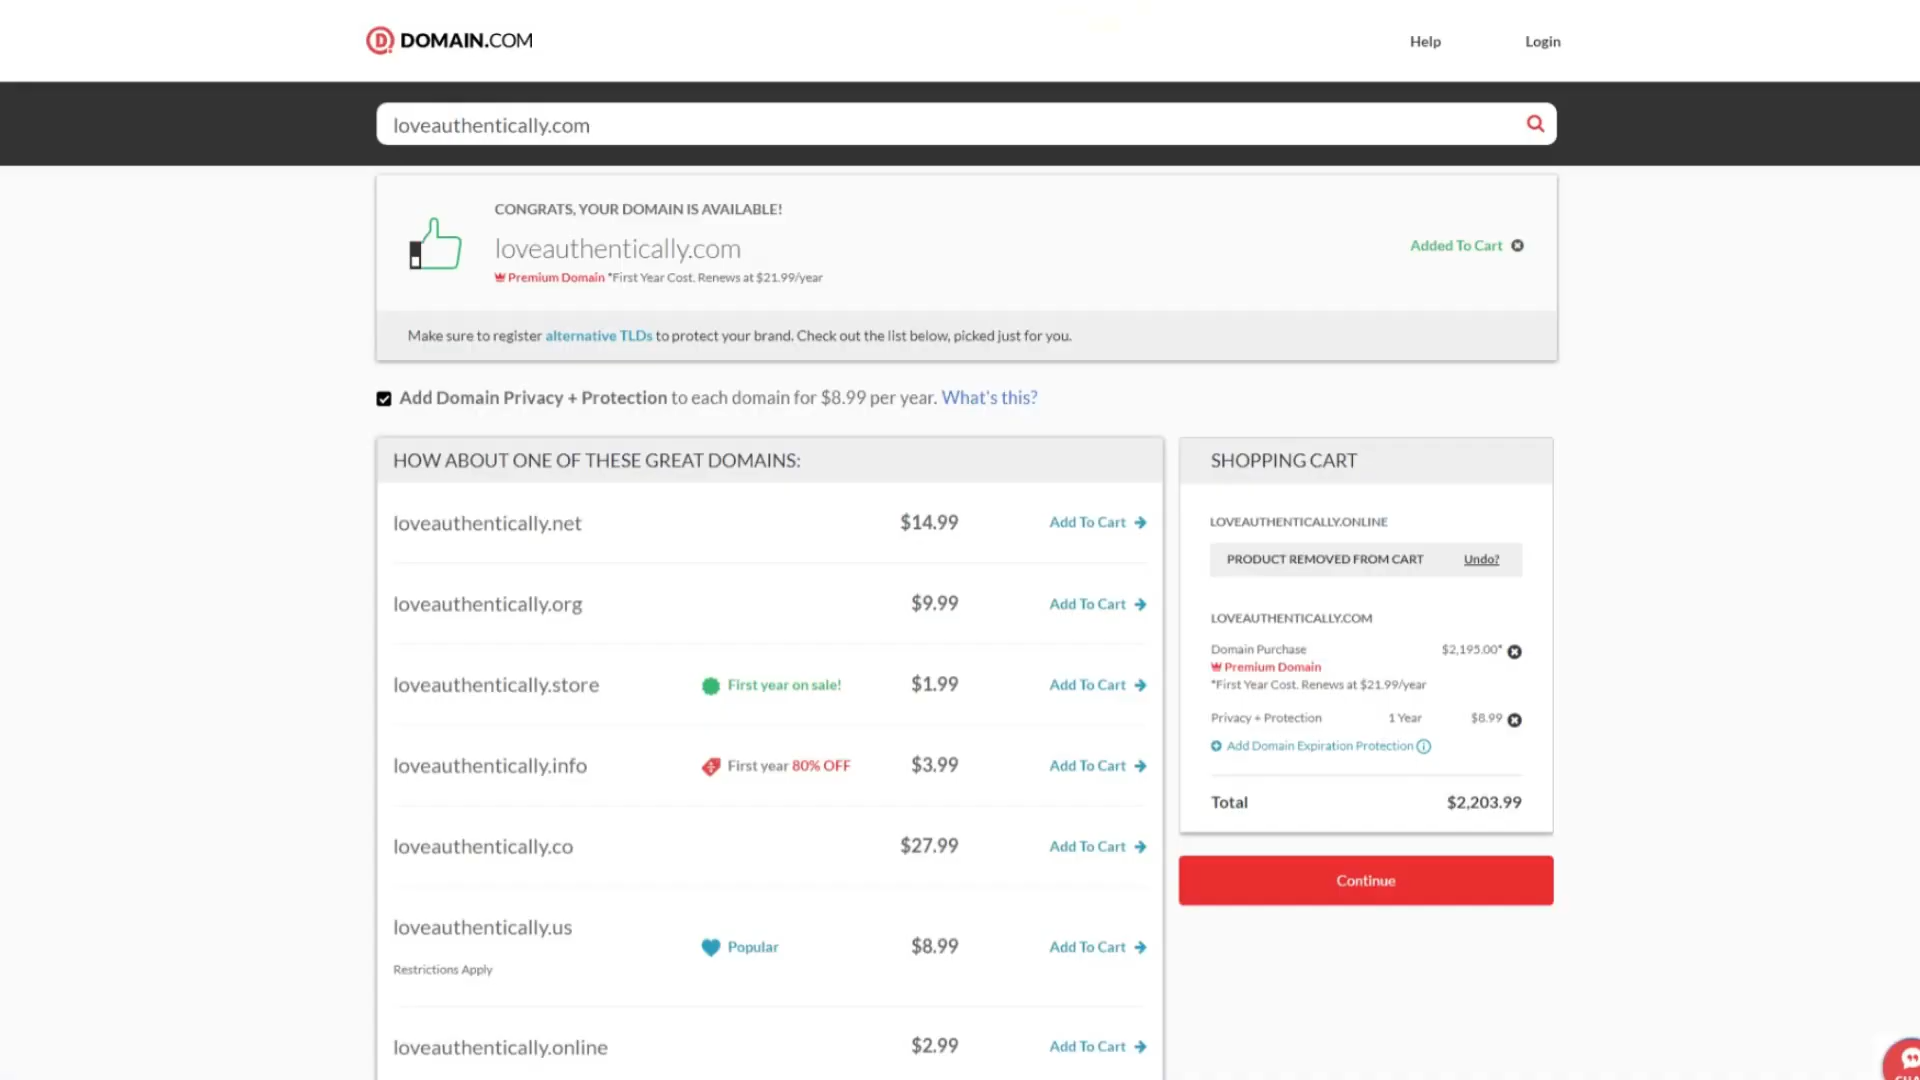 DOMAIN.COM
Help
Login
loveauthentically.com
CONGRATS, YOUR DOMAIN IS AVAILABLE!
loveauthentically.com
Premium Domain *First Year Cost. Renews at $21.99/year
Added To Cart
Make sure to register alternative TLDs to protect your brand. Check out the list below, picked just for you.
Add Domain Privacy + Protection to each domain for $8.99 per year. What's this?
HOW ABOUT ONE OF THESE GREAT DOMAINS:
loveauthentically.net $14.99 Add To Cart
loveauthentically.org $9.99 Add To Cart
loveauthentically.store First year on sale! $1.99 Add To Cart
loveauthentically.info First year 80% OFF $3.99 Add To Cart
loveauthentically.co $27.99 Add To Cart
loveauthentically.us Popular $8.99 Add To Cart
Restrictions Apply
loveauthentically.online $2.99 Add To Cart
SHOPPING CART
LOVEAUTHENTICALLY.ONLINE
PRODUCT REMOVED FROM CART Undo?
LOVEAUTHENTICALLY.COM
Domain Purchase $2,195.00*
Premium Domain
*First Year Cost. Renews at $21.99/year
Privacy + Protection 1 Year $8.99
Add Domain Expiration Protection
Total $2,203.99
Continue